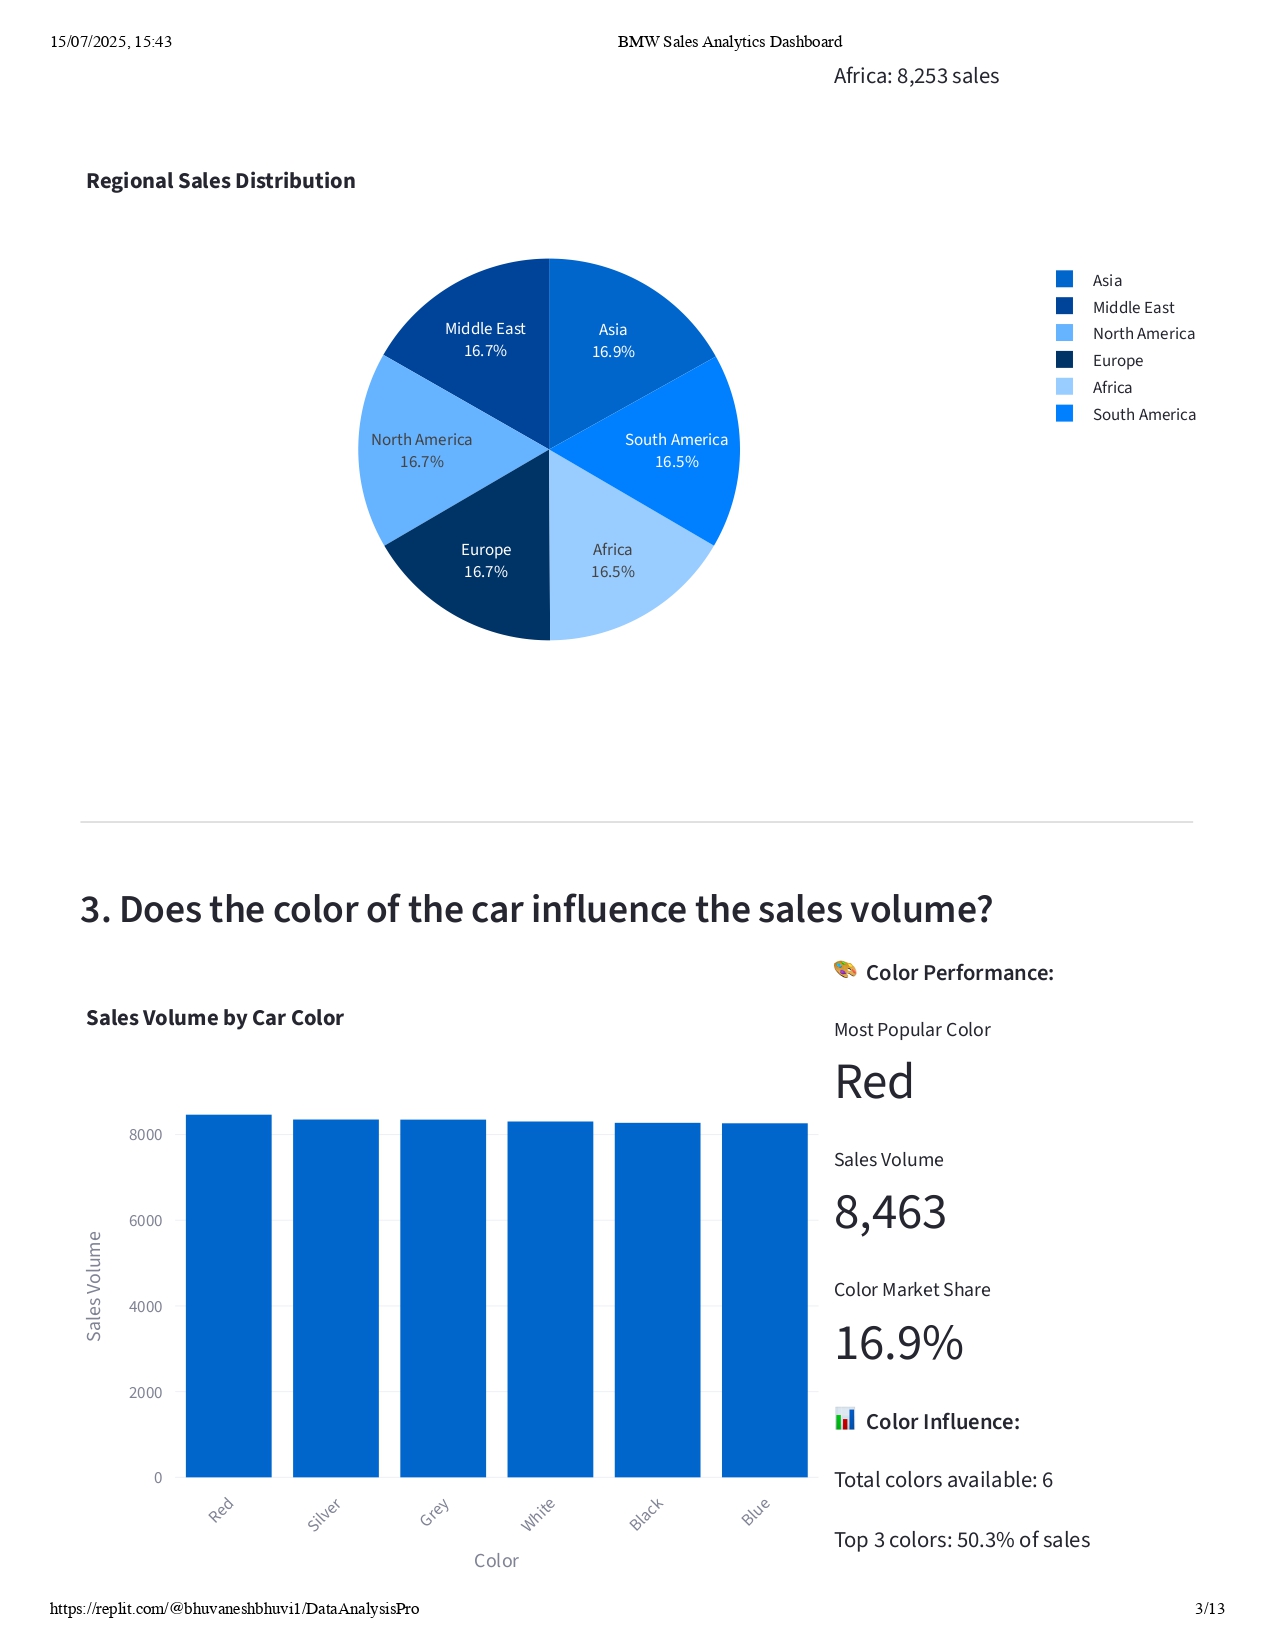 15/07/2025, 15:43
BMW Sales Analytics Dashboard
Africa: 8,253 sales
Regional Sales Distribution
Middle East
16.7%
Asia
16.9%
North America
16.7%
South America
16.5%
Europe
16.7%
Africa
16.5%
Asia
Middle East
North America
Europe
Africa
South America
3. Does the color of the car influence the sales volume?
Sales Volume by Car Color
8000
6000
4000
2000
0
Sales Volume
Red
Silver
Grey
White
Black
Blue
Color
Color Performance:
Most Popular Color
Red
Sales Volume
8,463
Color Market Share
16.9%
Color Influence:
Total colors available: 6
Top 3 colors: 50.3% of sales
https://replit.com/@bhuvaneshbhuvi1/DataAnalysisPro
3/13